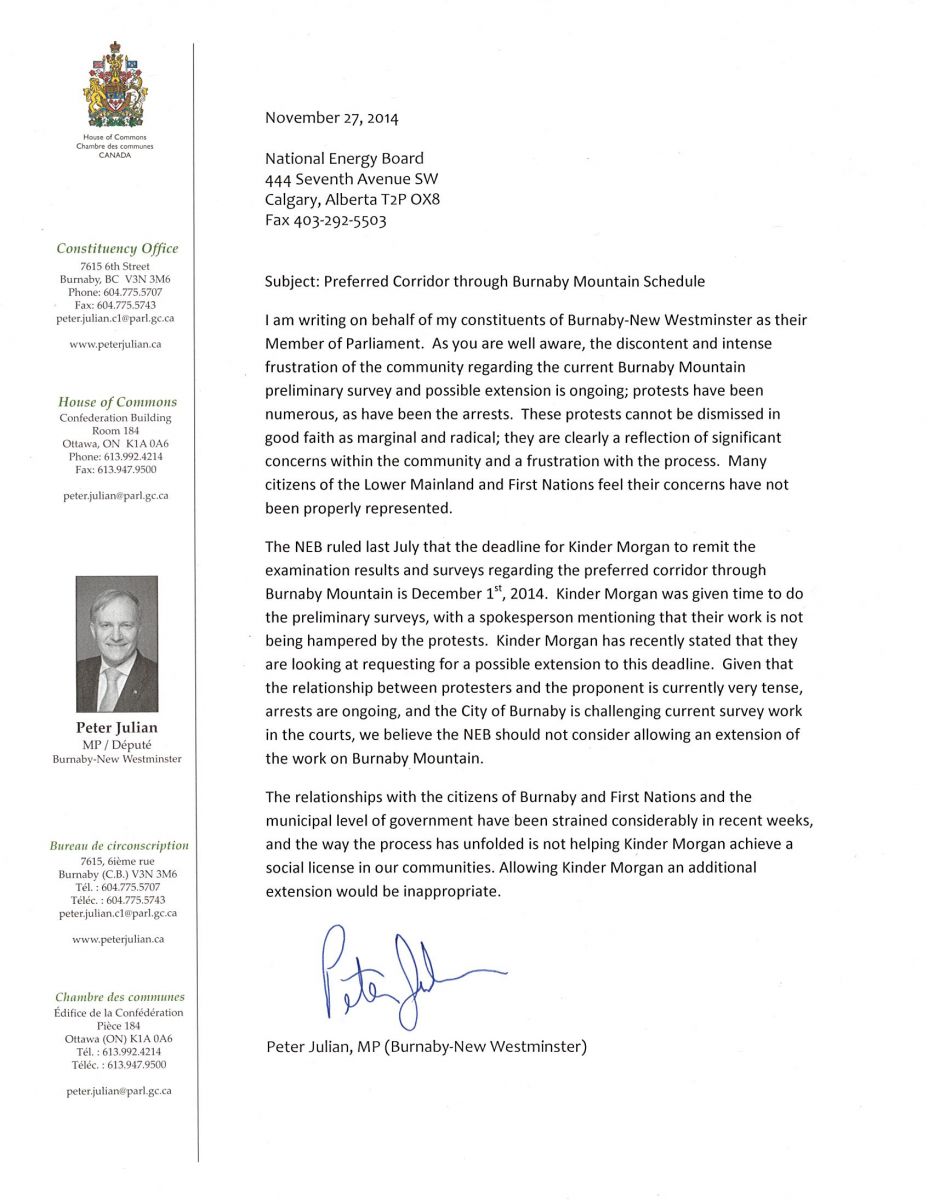 House of Commons
Chambre des communes
CANADA
Constituency Office
7615 6th Street
Burnaby, BC V3N 3M6
Phone: 604.775.5707
Fax: 604.775.5743
peter.julian.c1@parl.gc.ca
www.peterjulian.ca
House of Commons
Confederation Building
Room 184
Ottawa, ON K1A 0A6
Phone: 613.992.4214
Fax: 613.947.9500
peter.julian@parl.gc.ca
Peter Julian
MP / Député
Burnaby-New Westminster
Bureau de circonscription
7615, 6ième rue
Burnaby (C.B.) V3N 3M6
Tél. : 604.775.5707
Téléc. : 604.775.5743
peter.julian.c1@parl.gc.ca
www.peterjulian.ca
Chambre des communes
Édifice de la Confédération
Pièce 184
Ottawa (ON) K1A 0A6
Tél. : 613.992.4214
Téléc. : 613.947.9500
peter.julian@parl.gc.ca
November 27, 2014
National Energy Board
444 Seventh Avenue SW
Calgary, Alberta T2P OX8
Fax 403-292-5503
Subject: Preferred Corridor through Burnaby Mountain Schedule
I am writing on behalf of my constituents of Burnaby-New Westminster as their
Member of Parliament. As you are well aware, the discontent and intense
frustration of the community regarding the current Burnaby Mountain
preliminary survey and possible extension is ongoing; protests have been
numerous, as have been the arrests. These protests cannot be dismissed in
good faith as marginal and radical; they are clearly a reflection of significant
concerns within the community and a frustration with the process. Many
citizens of the Lower Mainland and First Nations feel their concerns have not
been properly represented.
The NEB ruled last July that the deadline for Kinder Morgan to remit the
examination results and surveys regarding the preferred corridor through
Burnaby Mountain is December 1st, 2014. Kinder Morgan was given time to do
the preliminary surveys, with a spokesperson mentioning that their work is not
being hampered by the protests. Kinder Morgan has recently stated that they
are looking at requesting for a possible extension to this deadline. Given that
the relationship between protesters and the proponent is currently very tense,
arrests are ongoing, and the City of Burnaby is challenging current survey work
in the courts, we believe the NEB should not consider allowing an extension of
the work on Burnaby Mountain.
The relationships with the citizens of Burnaby and First Nations and the
municipal level of government have been strained considerably in recent weeks,
and the way the process has unfolded is not helping Kinder Morgan achieve a
social license in our communities. Allowing Kinder Morgan an additional
extension would be inappropriate.
Peter Julian
Peter Julian, MP (Burnaby-New Westminster)